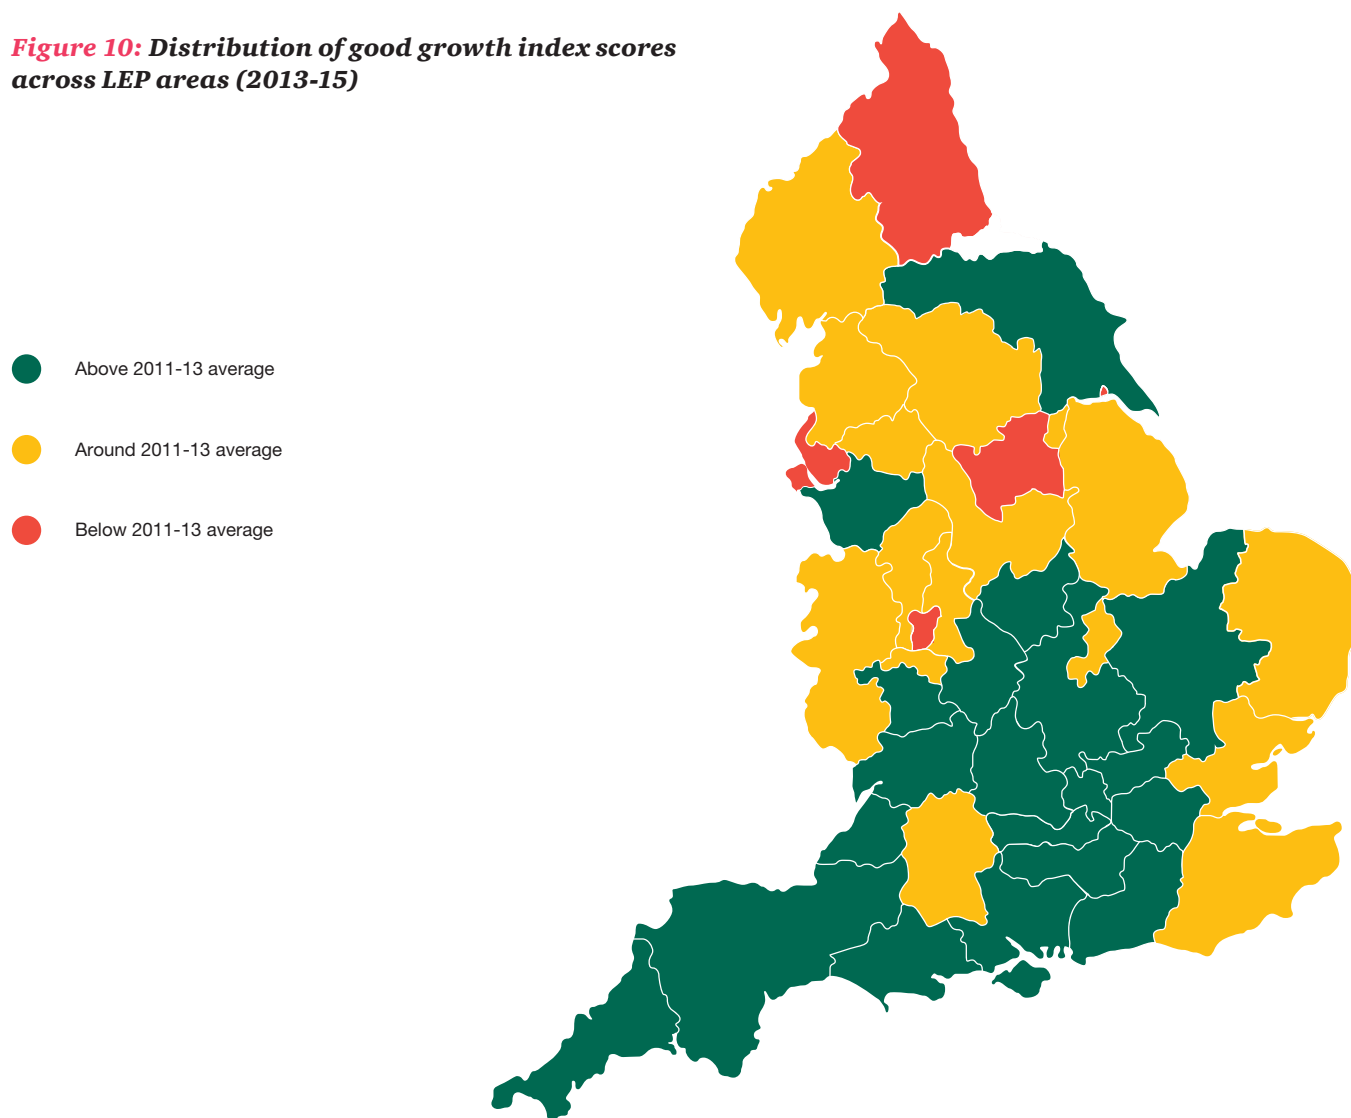 Figure 10: Distribution of good growth index scores
across LEP areas (2013-15)
Above 2011-13 average
Around 2011-13 average
Below 2011-13 average